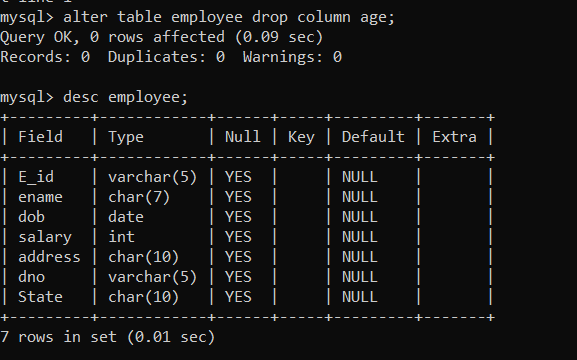 mysql> alter table employee drop column age;
Query OK, 0 rows affected (0.09 sec)
Records: 0  Duplicates: 0  Warnings: 0

mysql> desc employee;
+---------+------------+------+-----+---------+-------+
| Field   | Type       | Null | Key | Default | Extra |
+---------+------------+------+-----+---------+-------+
| E_id    | varchar(5) | YES  |     | NULL    |       |
| ename   | char(7)    | YES  |     | NULL    |       |
| dob     | date       | YES  |     | NULL    |       |
| salary  | int        | YES  |     | NULL    |       |
| address | char(10)   | YES  |     | NULL    |       |
| dno     | varchar(5) | YES  |     | NULL    |       |
| State   | char(10)   | YES  |     | NULL    |       |
+---------+------------+------+-----+---------+-------+
7 rows in set (0.01 sec)